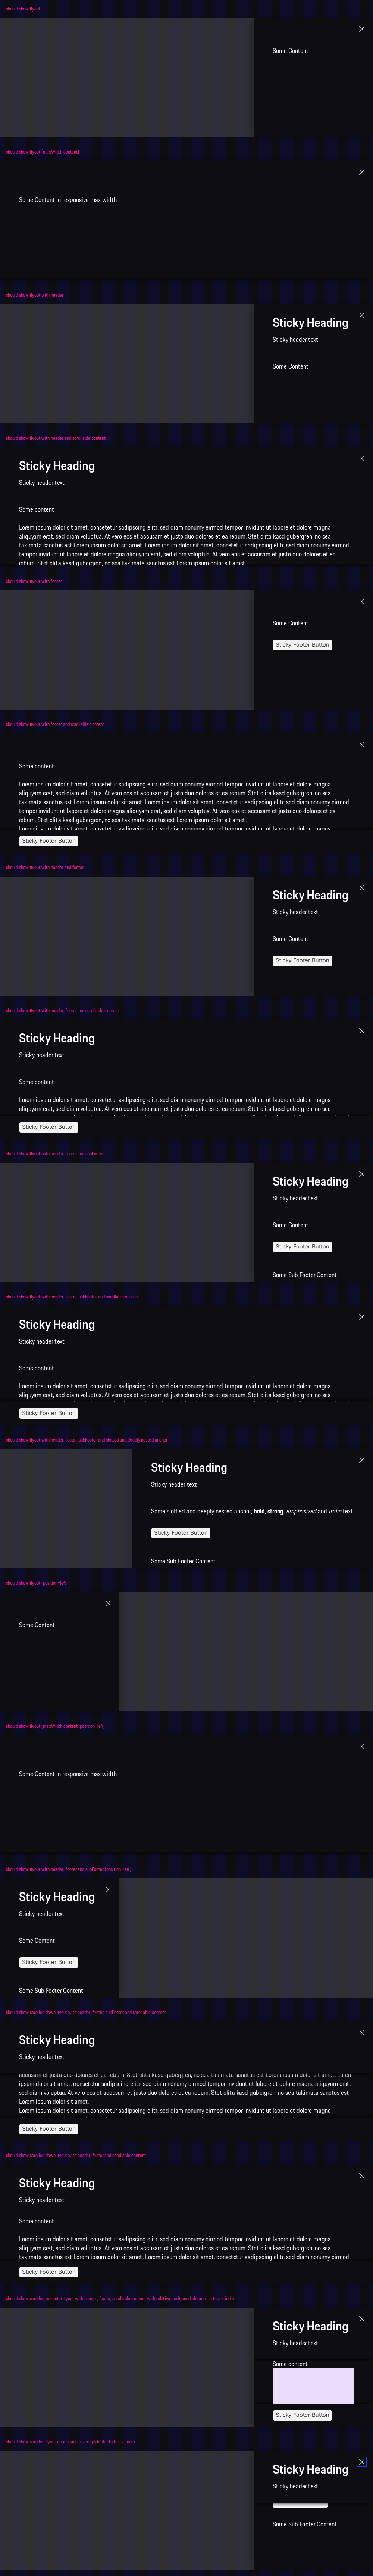 should show flyout
Some Content
should show flyout (maxWidth content)
Some Content in responsive max width
should show flyout with header
Sticky Heading
Sticky header text
Some Content
should show flyout with header and scrollable content
Sticky Heading
Sticky header text
Some content
Lorem ipsum dolor sit amet, consetetur sadipscing elitr, sed diam nonumy eirmod tempor invidunt ut labore et dolore magna
aliquyam erat, sed diam voluptua. At vero eos et accusam et justo duo dolores et ea rebum. Stet clita kasd gubergren, no sea
takimata sanctus est Lorem ipsum dolor sit amet. Lorem ipsum dolor sit amet, consetetur sadipscing elitr, sed diam nonumy eirmod
tempor invidunt ut labore et dolore magna aliquyam erat, sed diam voluptua. At vero eos et accusam et justo duo dolores et ea
rebum. Stet clita kasd gubergren, no sea takimata sanctus est Lorem ipsum dolor sit amet.
should show flyout with footer
Some Content
Sticky Footer Button
should show flyout with footer and scrollable content
Some content
Lorem ipsum dolor sit amet, consetetur sadipscing elitr, sed diam nonumy eirmod tempor invidunt ut labore et dolore magna
aliquyam erat, sed diam voluptua. At vero eos et accusam et justo duo dolores et ea rebum. Stet clita kasd gubergren, no sea
takimata sanctus est Lorem ipsum dolor sit amet. Lorem ipsum dolor sit amet, consetetur sadipscing elitr, sed diam nonumy eirmod
tempor invidunt ut labore et dolore magna aliquyam erat, sed diam voluptua. At vero eos et accusam et justo duo dolores et ea
rebum. Stet clita kasd gubergren, no sea takimata sanctus est Lorem ipsum dolor sit amet.
Lorem ipsum dolor sit amet, consetetur sadipscing elitr, sed diam nonumy eirmod tempor invidunt ut labore et dolore magna
Sticky Footer Button
should show flyout with header and footer
Sticky Heading
Sticky header text
Some Content
Sticky Footer Button
should show flyout with header, footer and scrollable content
Sticky Heading
Sticky header text
Some content
Lorem ipsum dolor sit amet, consetetur sadipscing elitr, sed diam nonumy eirmod tempor invidunt ut labore et dolore magna
aliquyam erat, sed diam voluptua. At vero eos et accusam et justo duo dolores et ea rebum. Stet clita kasd gubergren, no sea
Sticky Footer Button
should show flyout with header, footer and subFooter
Sticky Heading
Sticky header text
Some Content
Sticky Footer Button
Some Sub Footer Content
should show flyout with header, footer, subFooter and scrollable content
Sticky Heading
Sticky header text
Some content
Lorem ipsum dolor sit amet, consetetur sadipscing elitr, sed diam nonumy eirmod tempor invidunt ut labore et dolore magna
aliquyam erat, sed diam voluptua. At vero eos et accusam et justo duo dolores et ea rebum. Stet clita kasd gubergren, no sea
Sticky Footer Button
should show flyout with header, footer, subFooter and slotted and deeply nested anchor
Sticky Heading
Sticky header text
Some slotted and deeply nested anchor, bold, strong, emphasized and italic text.
Sticky Footer Button
Some Sub Footer Content
should show flyout (position=left)
Some Content
should show flyout (maxWidth content, position=left)
Some Content in responsive max width
should show flyout with header, footer and subFooter (position=left)
Sticky Heading
Sticky header text
Some Content
Sticky Footer Button
Some Sub Footer Content
should show scrolled down flyout with header, footer, subFooter and scrollable content
Sticky Heading
Sticky header text
accusam et justo duo dolores et ea rebum. Stet clita kasd gubergren, no sea takimata sanctus est Lorem ipsum dolor sit amet. Lorem
ipsum dolor sit amet, consetetur sadipscing elitr, sed diam nonumy eirmod tempor invidunt ut labore et dolore magna aliquyam erat,
sed diam voluptua. At vero eos et accusam et justo duo dolores et ea rebum. Stet clita kasd gubergren, no sea takimata sanctus est
Lorem ipsum dolor sit amet.
Lorem ipsum dolor sit amet, consetetur sadipscing elitr, sed diam nonumy eirmod tempor invidunt ut labore et dolore magna
Sticky Footer Button
should show scrolled down flyout with header, footer and scrollable content
Sticky Heading
Sticky header text
Some content
Lorem ipsum dolor sit amet, consetetur sadipscing elitr, sed diam nonumy eirmod tempor invidunt ut labore et dolore magna
aliquyam erat, sed diam voluptua. At vero eos et accusam et justo duo dolores et ea rebum. Stet clita kasd gubergren, no sea
takimata sanctus est Lorem ipsum dolor sit amet. Lorem ipsum dolor sit amet, consetetur sadipscing elitr, sed diam nonumy eirmod
Sticky Footer Button
should show scrolled to center flyout with header, footer, scrollable content with relative positioned element to test z-index
Sticky Heading
Sticky header text
Some content
Sticky Footer Button
should show scrolled flyout with header overlaps footer to test z-index
Sticky Heading
Sticky header text
Some Sub Footer Content